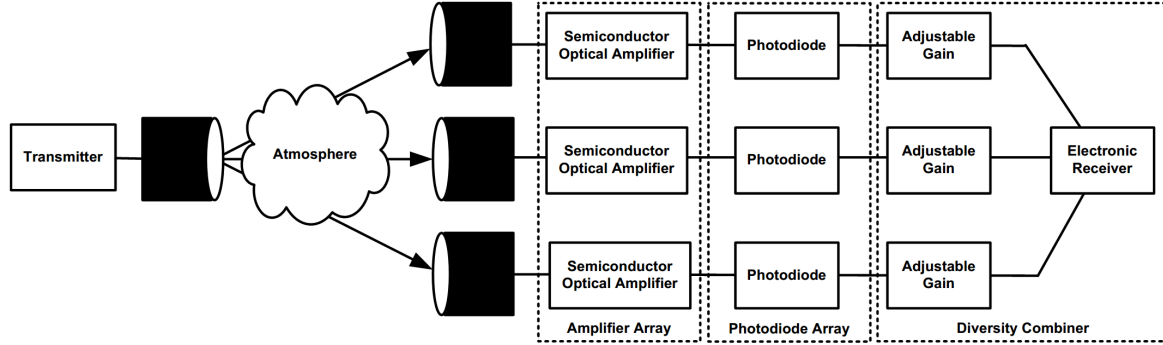 Semiconductor
Optical Amplifier
Photodiode
Adjustable
Gain
Transmitter
Atmosphere
Semiconductor
Optical Amplifier
Photodiode
Adjustable
Gain
Electronic
Receiver
Semiconductor
Optical Amplifier
Photodiode
Adjustable
Gain
Amplifier Array
Photodiode Array
Diversity Combiner